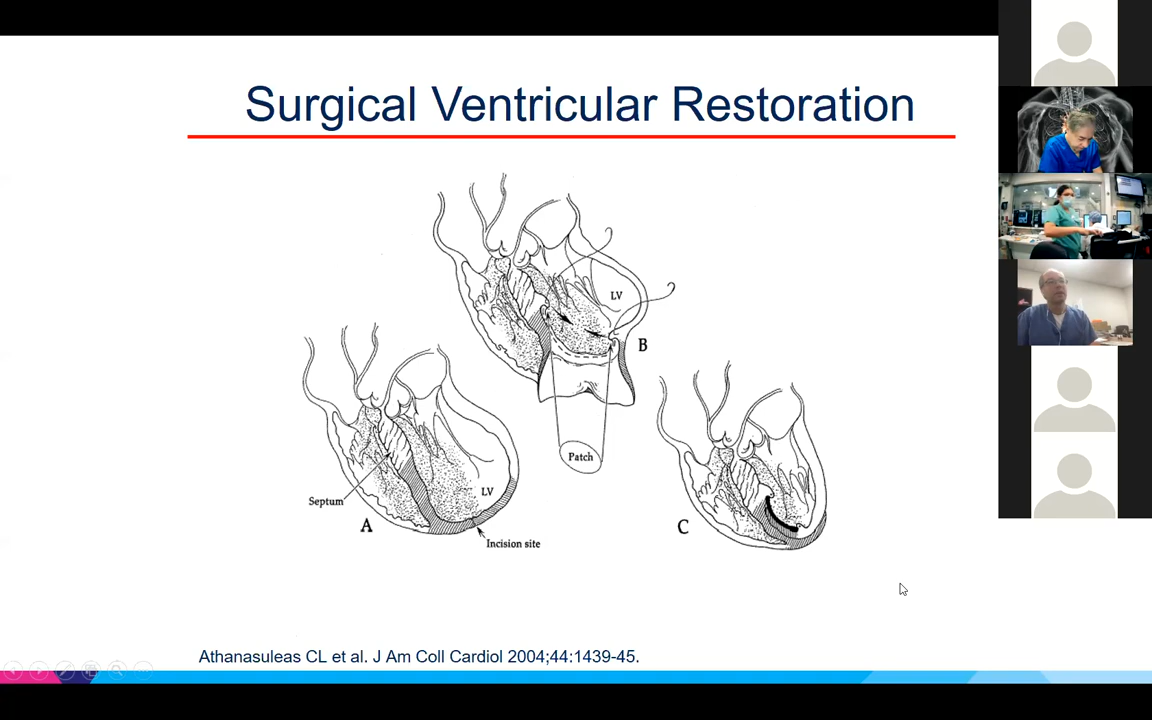 Surgical Ventricular Restoration
LV
B
Patch
Septum
LV
A
Incision site
C
Athanasuleas CL et al. J Am Coll Cardiol 2004;44:1439-45.